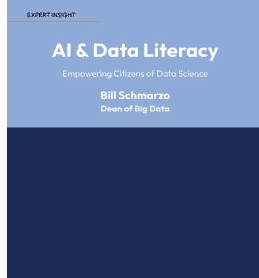 EXPERT INSIGHT
AI & Data Literacy
Empowering Citizens of Data Science
Bill Schmarzo
Dean of Big Data